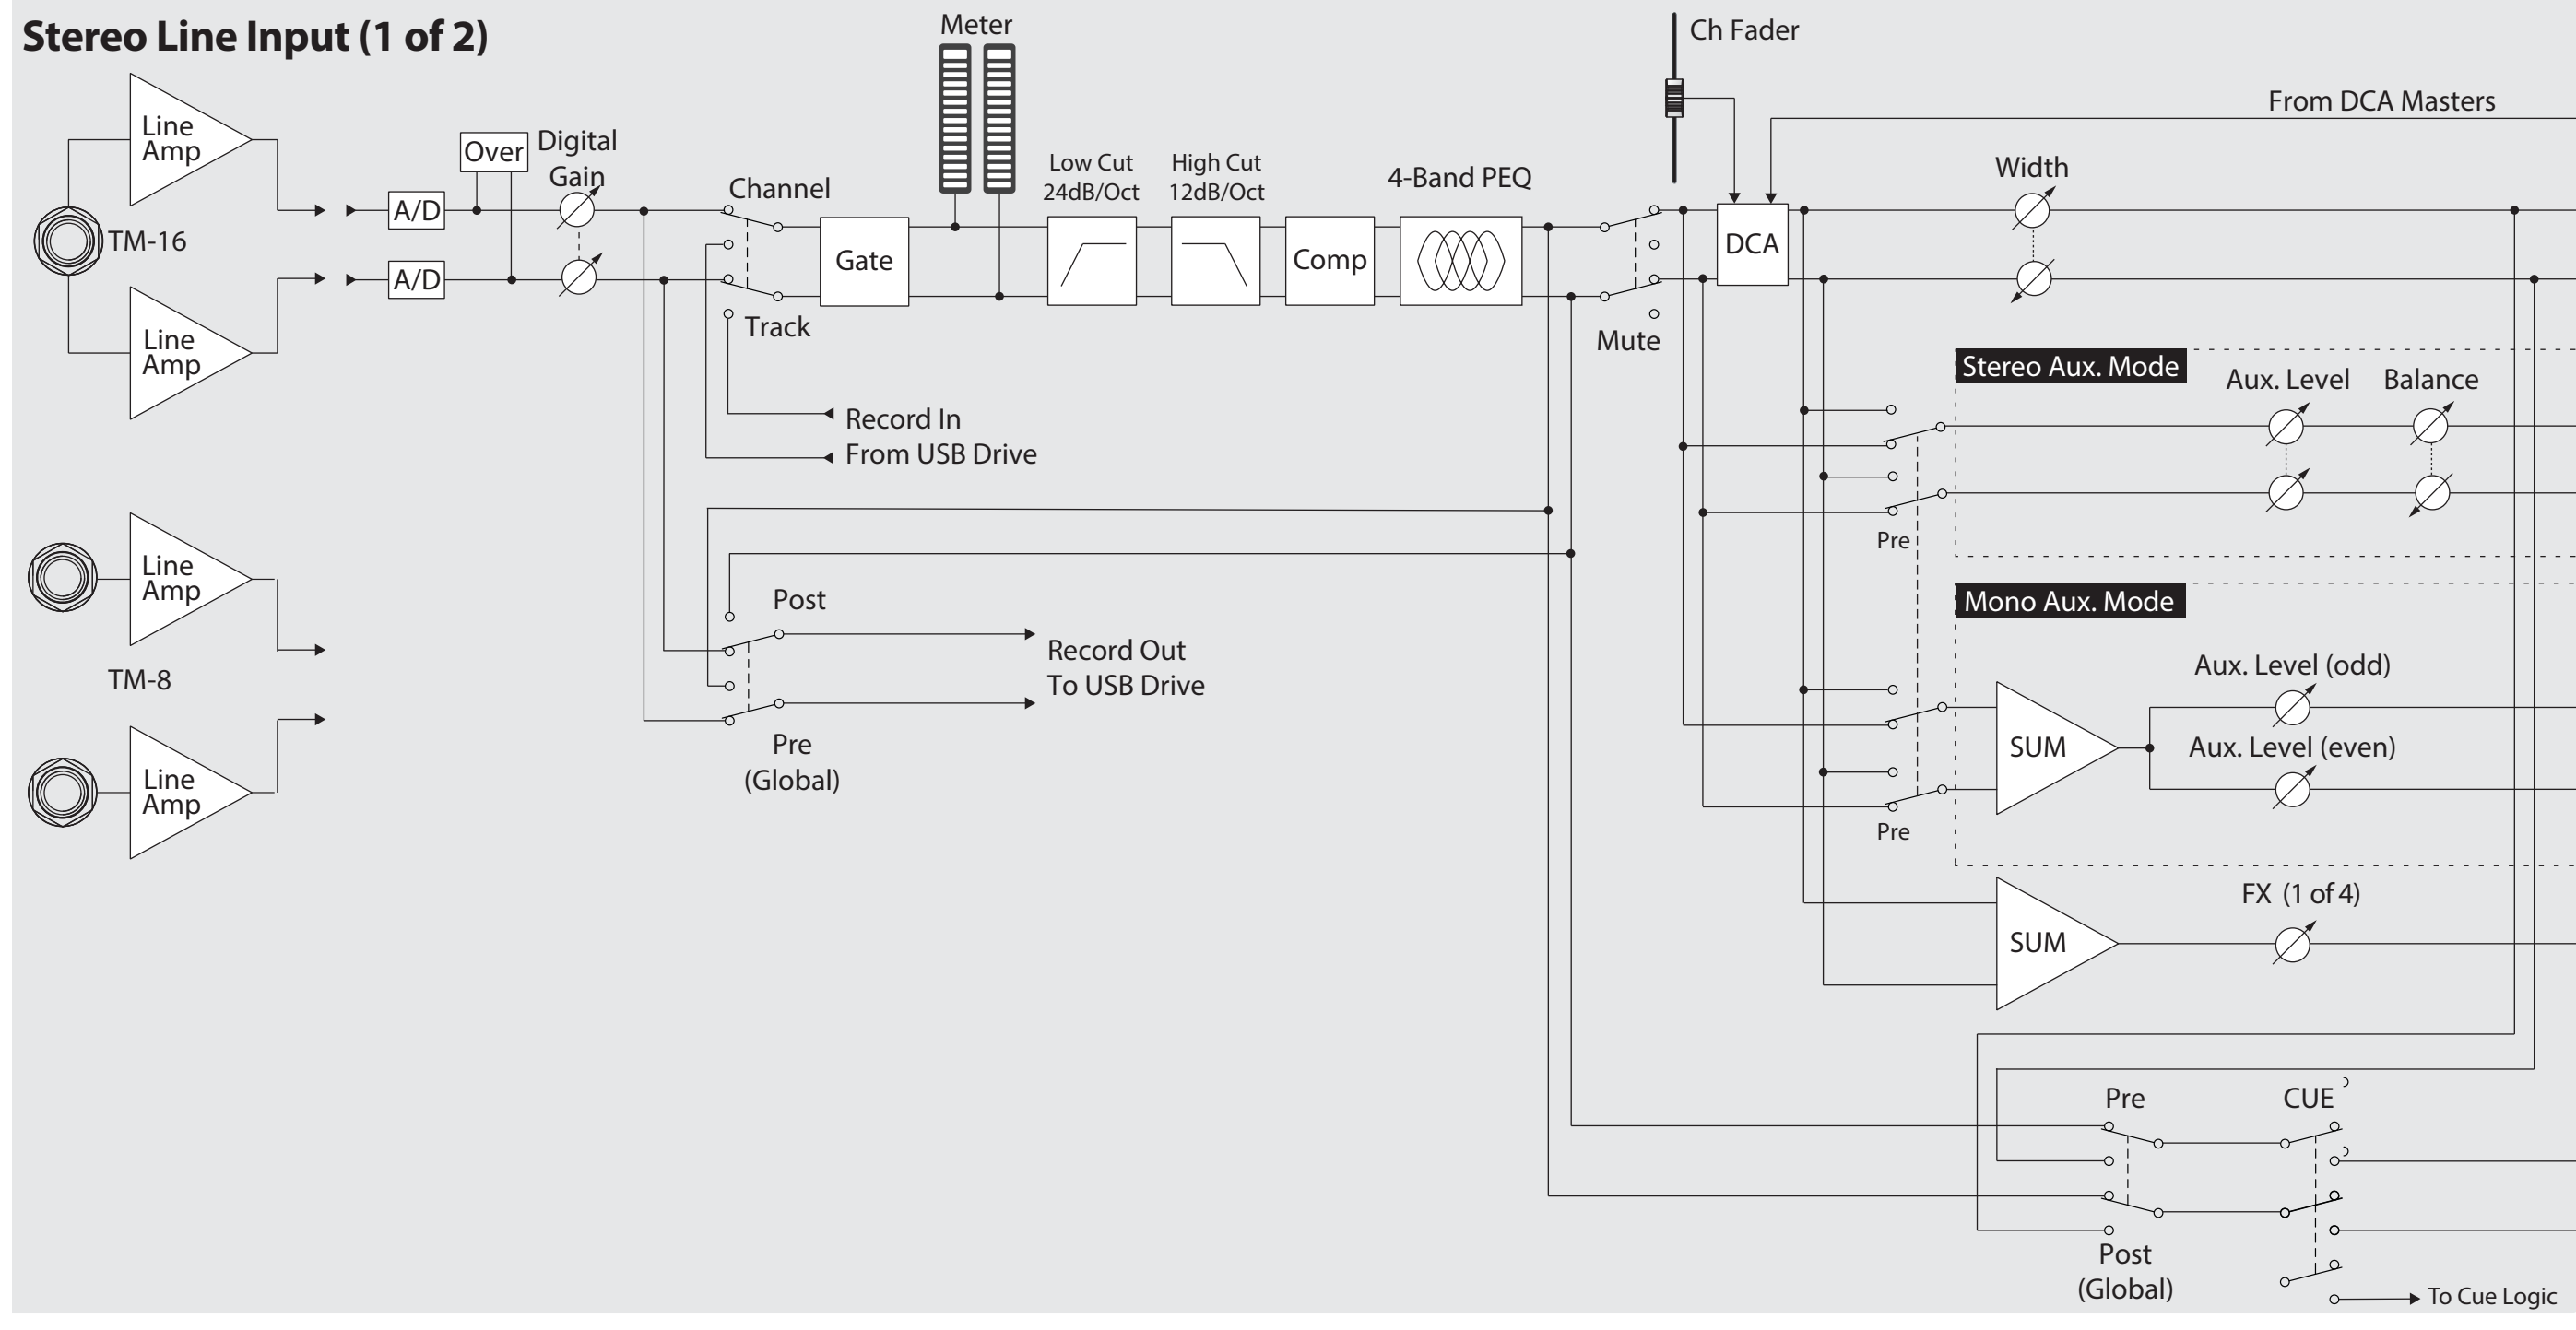 Stereo Line Input (1 of 2)
Meter
Ch Fader
From DCA Masters
Line
Amp
Over
Digital
Gain
A/D
TM-16
A/D
Line
Amp
Channel
Track
Gate
Low Cut
24dB/Oct
High Cut
12dB/Oct
Comp
4-Band PEQ
Mute
DCA
Width
Record In
From USB Drive
Stereo Aux. Mode
Aux. Level
Balance
Pre
Line
Amp
TM-8
Line
Amp
Post
Record Out
To USB Drive
Pre
(Global)
Mono Aux. Mode
Aux. Level (odd)
SUM
Aux. Level (even)
Pre
SUM
FX (1 of 4)
Pre
CUE
Post
(Global)
To Cue Logic